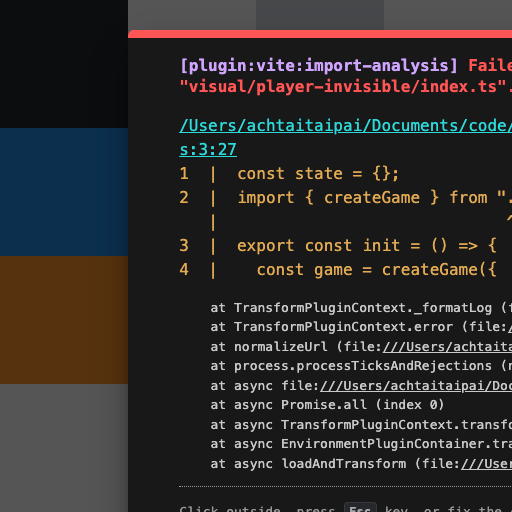 [plugin:vite:import-analysis] Faile
"visual/player-invisible/index.ts".
/Users/achtaitaipai/Documents/code/
s:3:27
1  |  const state = {};
2  |  import { createGame } from ".
   |                             ^
3  |  export const init = () => {
4  |    const game = createGame({
at TransformPluginContext._formatLog (f
at TransformPluginContext.error (file:/
at normalizeUrl (file:///Users/achtaita
at process.processTicksAndRejections (n
at async file:///Users/achtaitaipai/Doc
at async Promise.all (index 0)
at async TransformPluginContext.transfo
at async EnvironmentPluginContainer.tra
at async loadAndTransform (file:///User
Click outside, press Esc key, or fix the